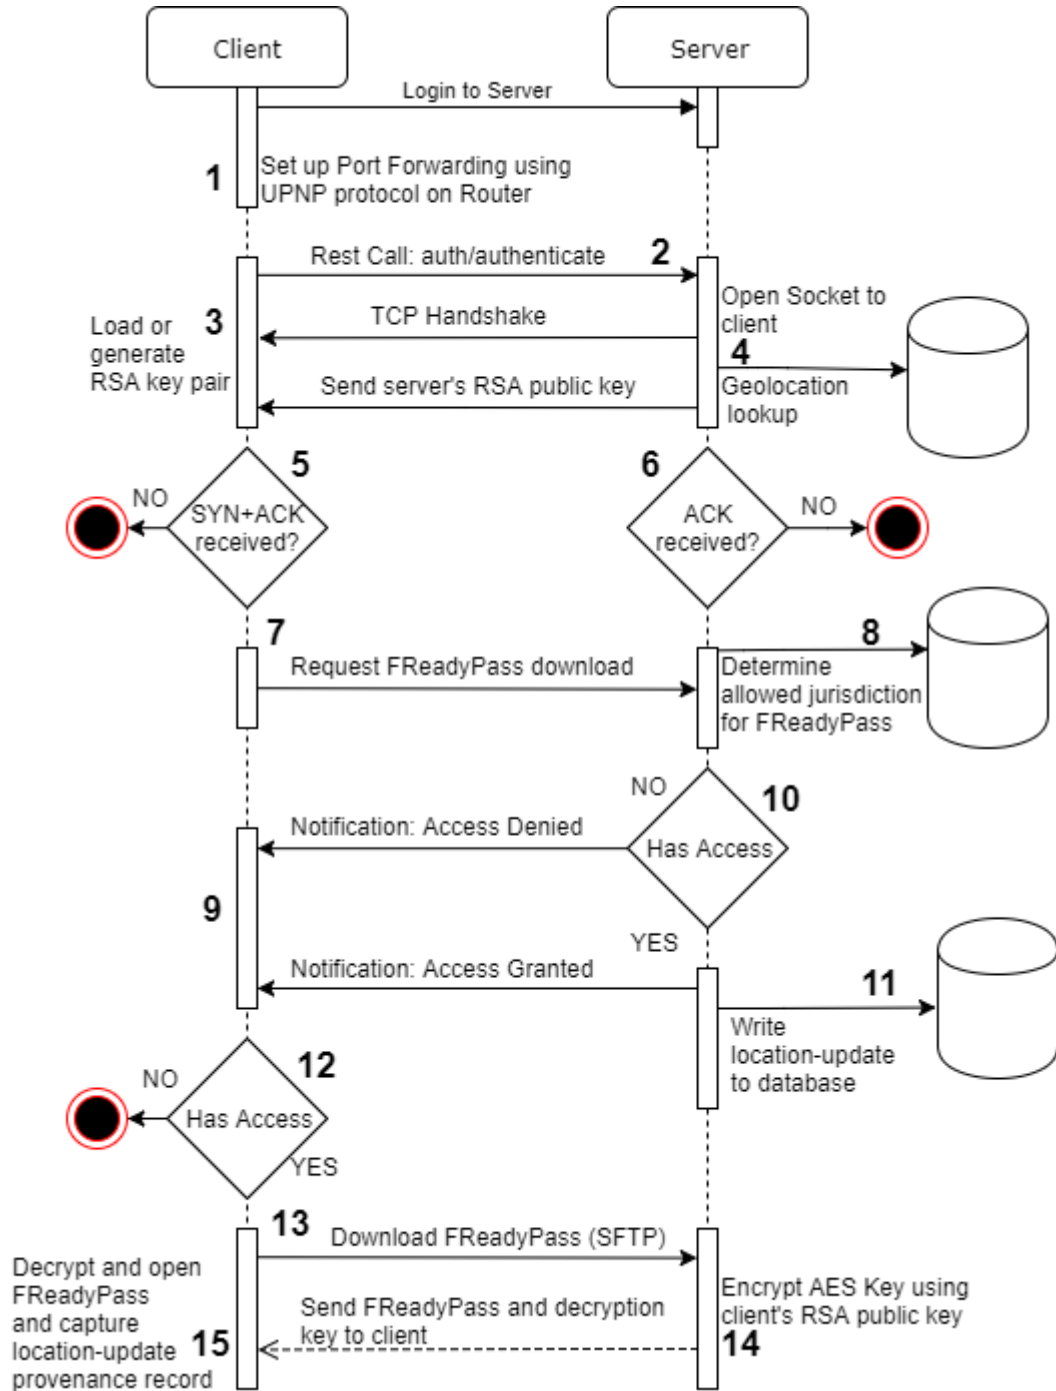 Client
Server
Login to Server
1
Set up Port Forwarding using
UPNP protocol on Router
Rest Call: auth/authenticate
2
Open Socket to
client
3
TCP Handshake
Load or
generate
RSA key pair
4
Geolocation
lookup
Send server's RSA public key
5
6
NO
SYN+ACK
received?
ACK
received?
NO
7
8
Request FReadyPass download
Determine
allowed jurisdiction
for FReadyPass
NO
10
Notification: Access Denied
Has Access
9
YES
Notification: Access Granted
11
Write
location-update
to database
12
NO
Has Access
YES
13
Download FReadyPass (SFTP)
Decrypt and open
FReadyPass
and capture
location-update
provenance record
15
Send FReadyPass and decryption
key to client
Encrypt AES Key using
client's RSA public key
14